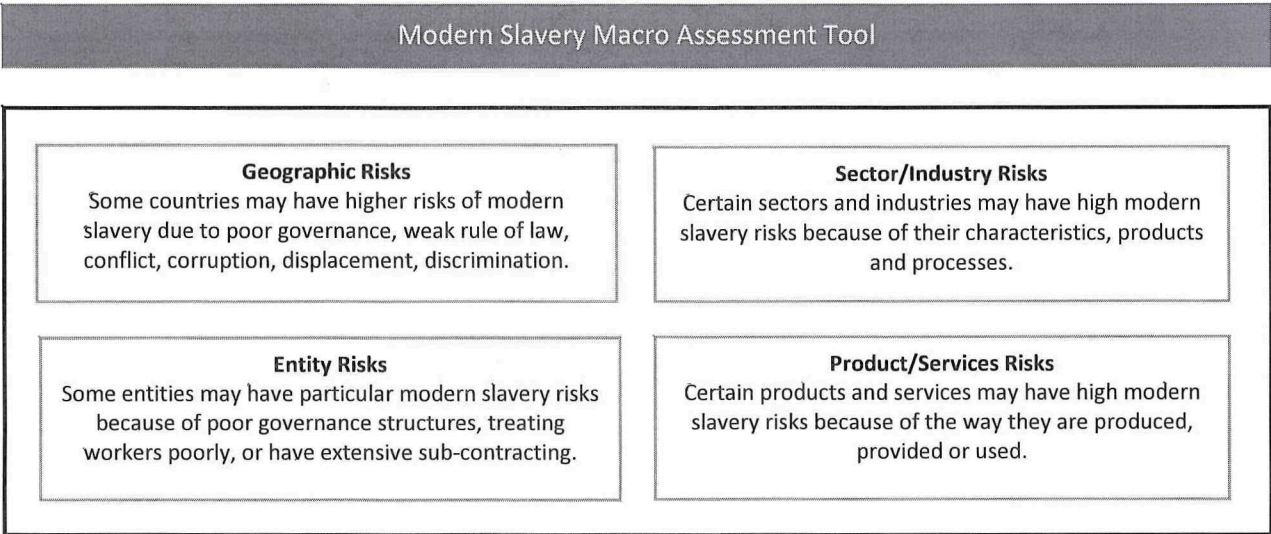 Modern Slavery Macro Assessment Tool
Geographic Risks
Some countries may have higher risks of modern
slavery due to poor governance, weak rule of law,
conflict, corruption, displacement, discrimination.
Sector/Industry Risks
Certain sectors and industries may have high modern
slavery risks because of their characteristics, products
and processes.
Entity Risks
Some entities may have particular modern slavery risks
because of poor governance structures, treating
workers poorly, or have extensive sub-contracting.
Product/Services Risks
Certain products and services may have high modern
slavery risks because of the way they are produced,
provided or used.